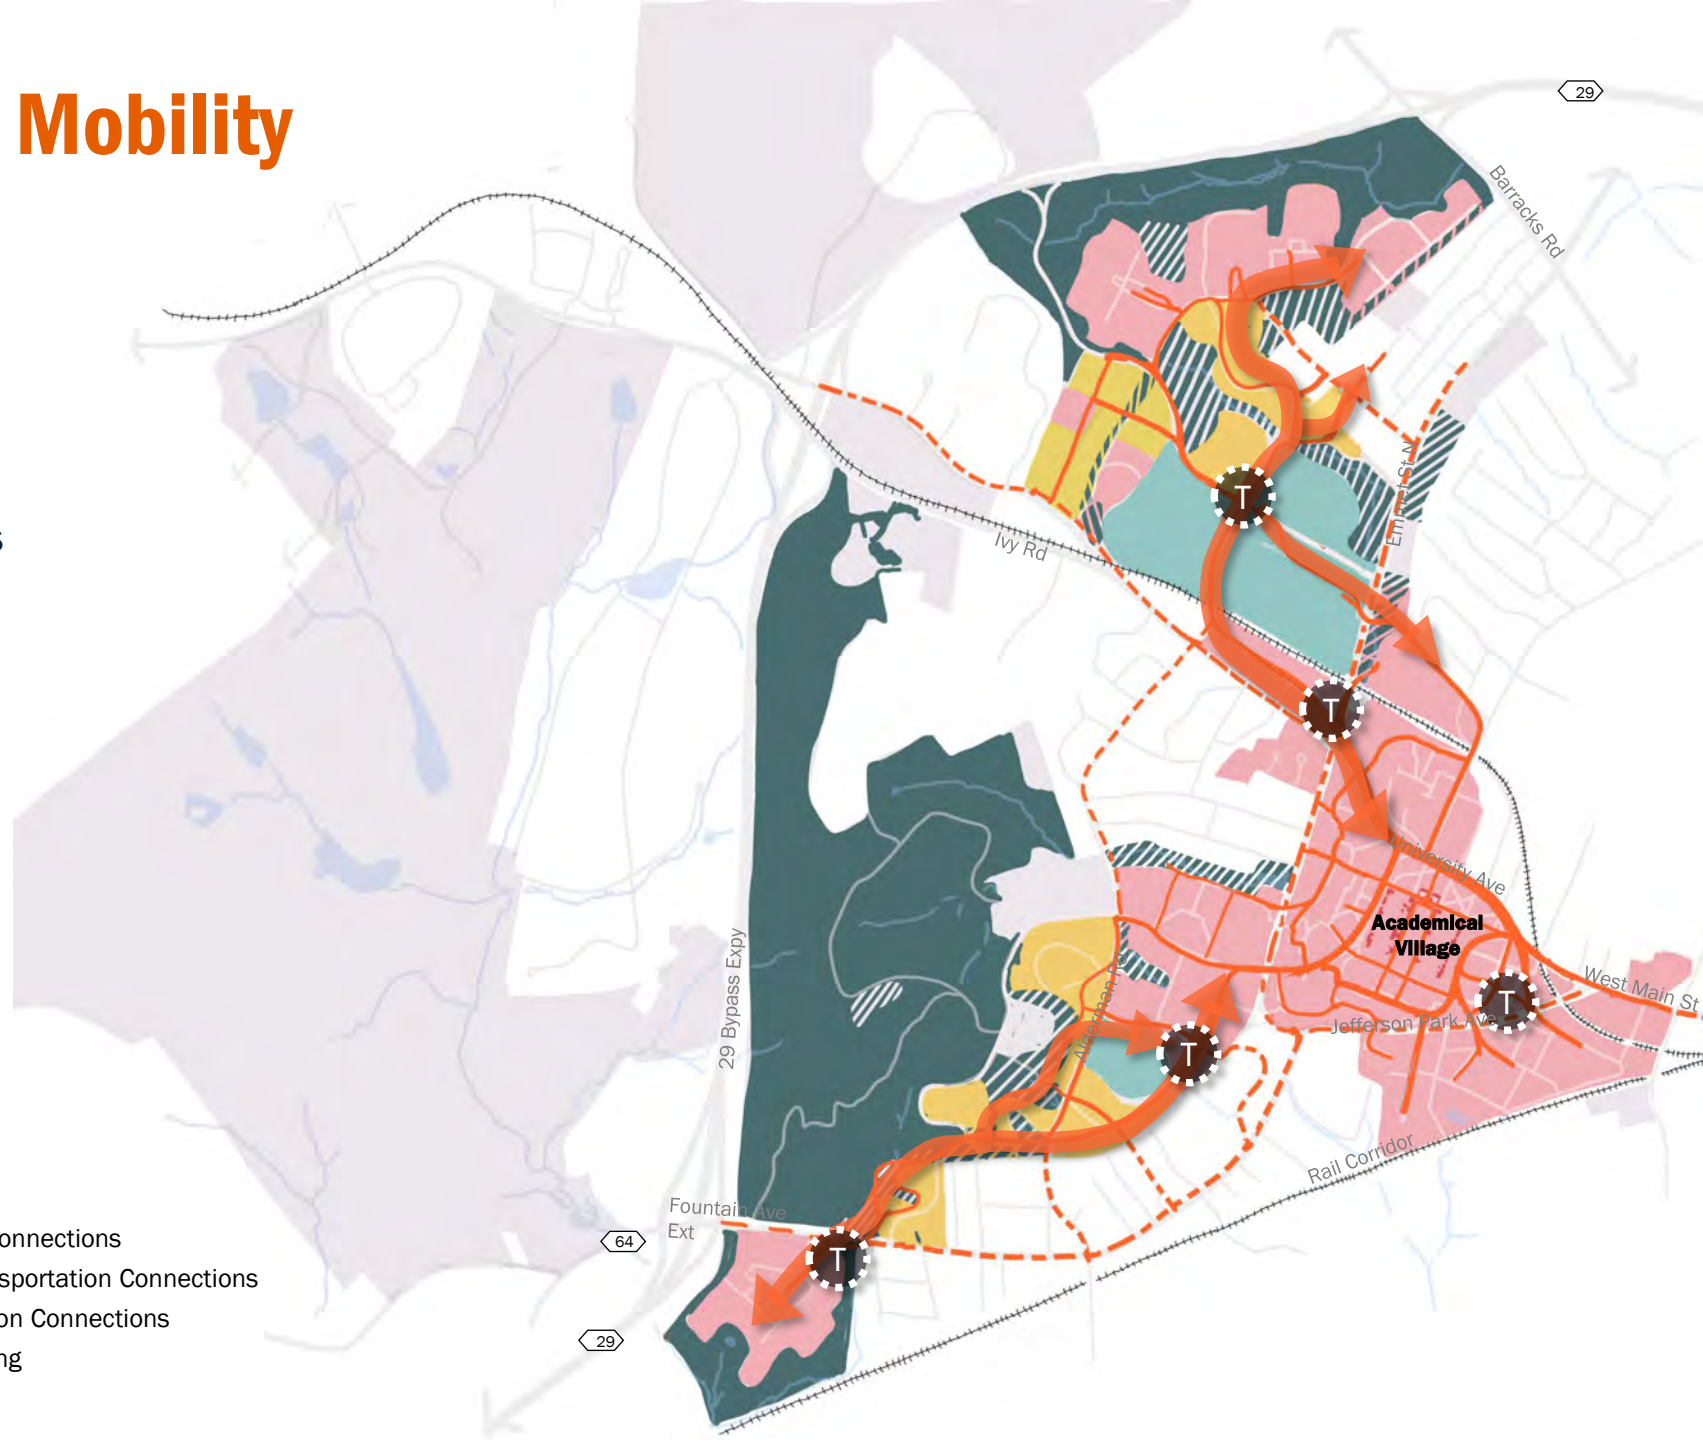 Mobility
29
Barracks Rd
Emmet St N
T
Ivy Rd
T
University Ave
Academical
Village
29 Bypass Expy
Alderman Rd
West Main St
T
Jefferson Park Ave
T
Rail Corridor
Fountain Ave
Ext
64
T
29
onnections
sportation Connections
on Connections
ng
s